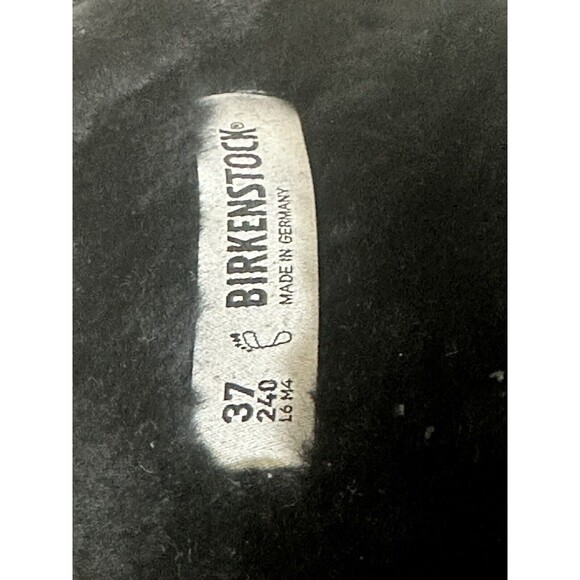 37
240
L6 M4
BIRKENSTOCK®
MADE IN GERMANY